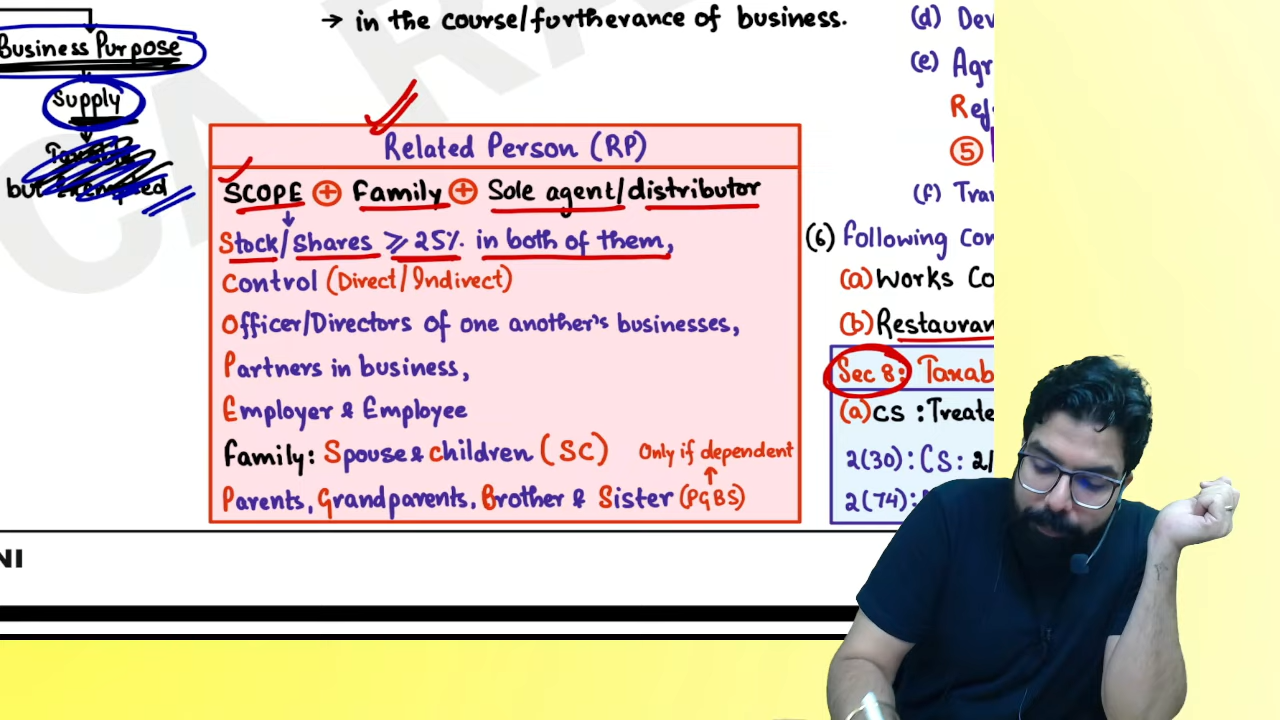 → in the course/furtherance of business.
Business Purpose
Supply
Taxable
but Exempted
Related Person (RP)
SCOPE + Family + Sole agent/distributor
Stock/Shares ≥ 25% in both of them,
Control (Direct/Indirect)
Officer/Directors of one another's businesses,
Partners in business,
Employer & Employee
Family: Spouse & Children (SC) Only if dependent
Parents, Grandparents, Brother & Sister (PGBS)
NI
(d) Dev
(e) Agr
Ref
5
(f) Tran
(6) Following Con
(a) Works Co
(b) Restauran
Sec 8: Taxab
(a) CS : Treate
2(30): CS: 2/
2(74):